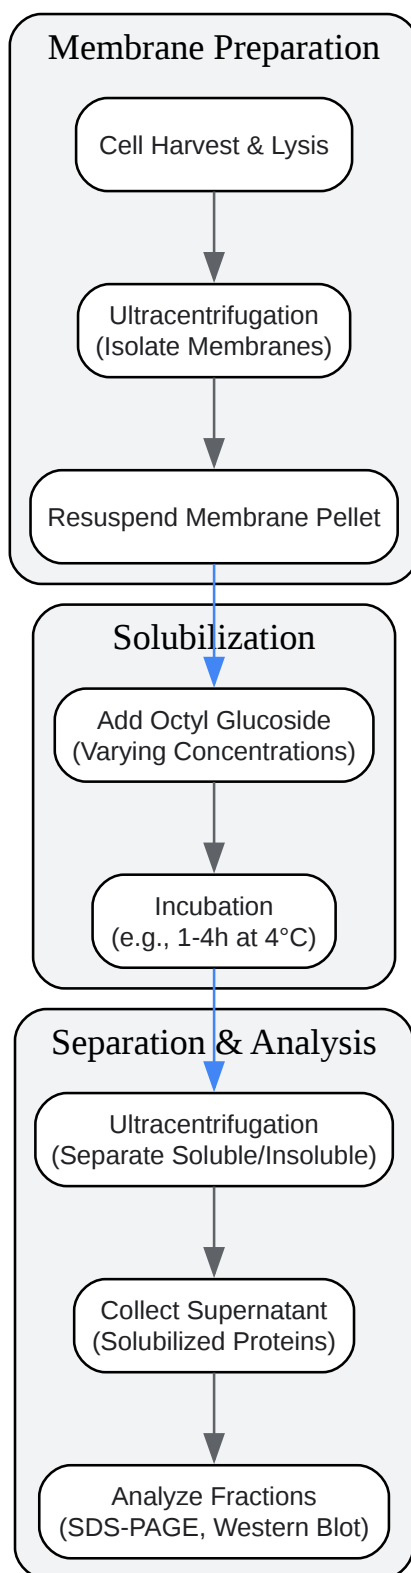 Membrane Preparation
Cell Harvest & Lysis
Ultracentrifugation
(Isolate Membranes)
Resuspend Membrane Pellet
Solubilization
Add Octyl Glucoside
(Varying Concentrations)
Incubation
(e.g., 1-4h at 4°C)
Separation & Analysis
Ultracentrifugation
(Separate Soluble/Insoluble)
Collect Supernatant
(Solubilized Proteins)
Analyze Fractions
(SDS-PAGE, Western Blot)